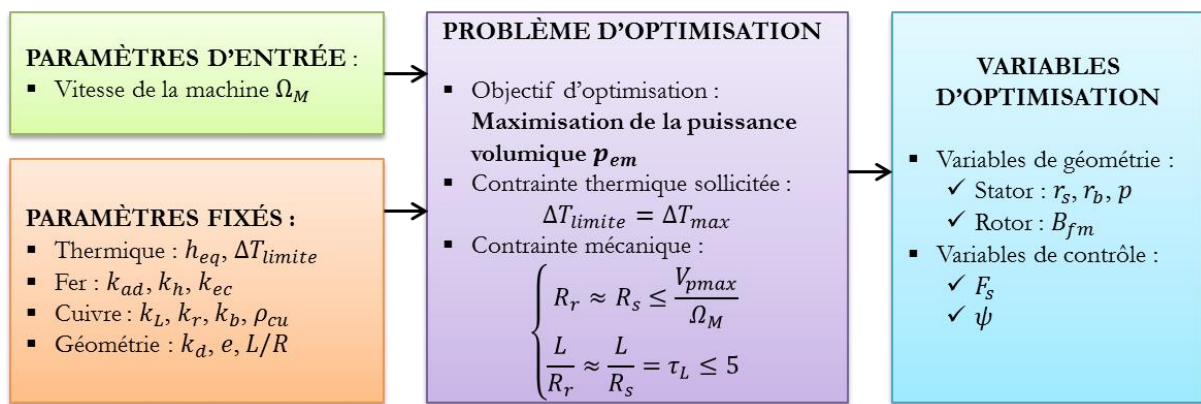 PARAMÈTRES D'ENTRÉE :
▪ Vitesse de la machine Ω_M
PARAMÈTRES FIXÉS :
▪ Thermique : h_eq, ΔT_limite
▪ Fer : k_ad, k_h, k_ec
▪ Cuivre : k_L, k_r, k_b, ρ_cu
▪ Géométrie : k_d, e, L/R
PROBLÈME D'OPTIMISATION
▪ Objectif d'optimisation :
Maximisation de la puissance
volumique p_em
▪ Contrainte thermique sollicitée :
ΔT_limite = ΔT_max
▪ Contrainte mécanique :
{ R_r ≈ R_s ≤ V_pmax / Ω_M
L / R_r ≈ L / R_s = τ_L ≤ 5
VARIABLES
D'OPTIMISATION
▪ Variables de géométrie :
✓ Stator : r_s, r_b, p
✓ Rotor : B_fm
▪ Variables de contrôle :
✓ F_s
✓ ψ